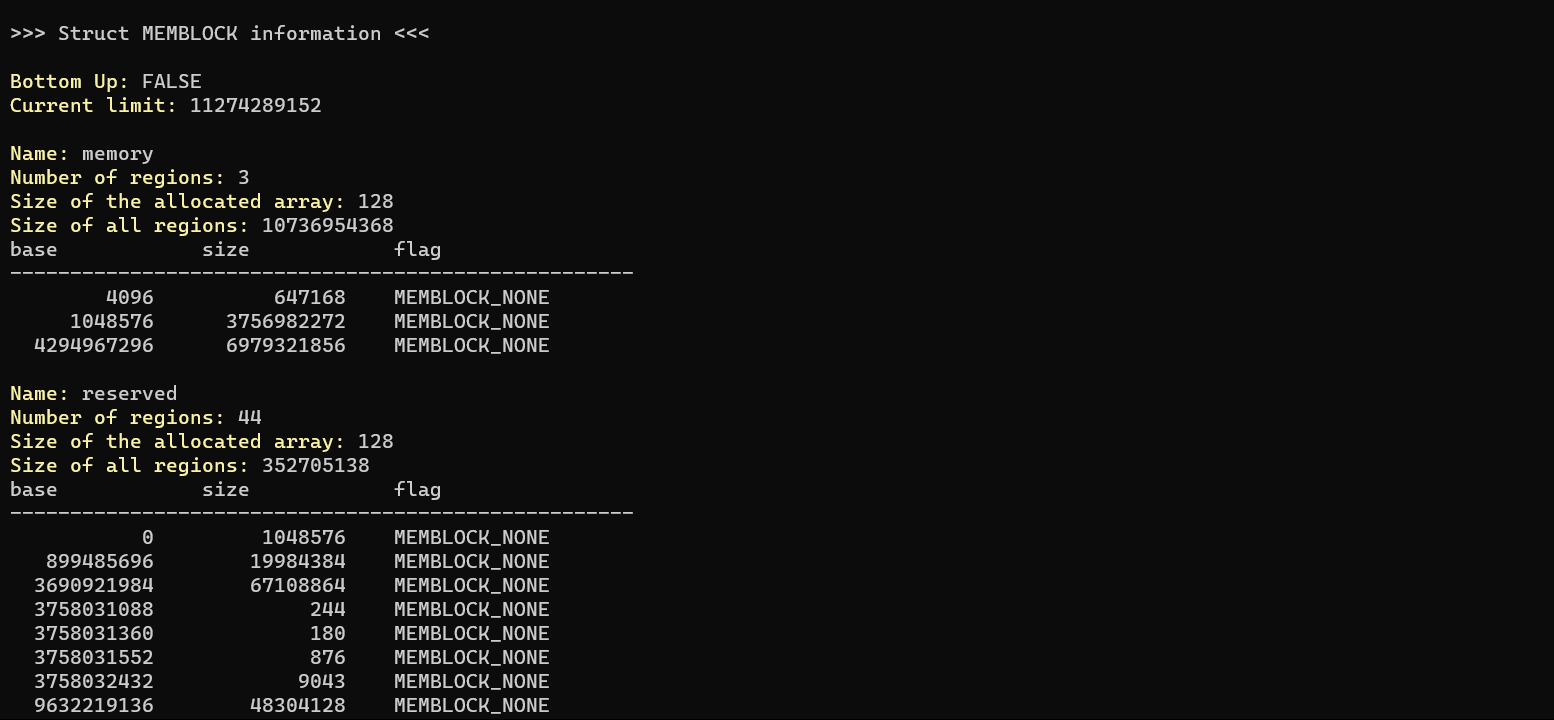 >>> Struct MEMBLOCK information <<<
Bottom Up: FALSE
Current limit: 11274289152
Name: memory
Number of regions: 3
Size of the allocated array: 128
Size of all regions: 10736954368
base            size            flag
----------------------------------------------------
        4096          647168    MEMBLOCK_NONE
     1048576      3756982272    MEMBLOCK_NONE
  4294967296      6979321856    MEMBLOCK_NONE
Name: reserved
Number of regions: 44
Size of the allocated array: 128
Size of all regions: 352705138
base            size            flag
----------------------------------------------------
           0         1048576    MEMBLOCK_NONE
   899485696        19984384    MEMBLOCK_NONE
  3690921984        67108864    MEMBLOCK_NONE
  3758031088             244    MEMBLOCK_NONE
  3758031360             180    MEMBLOCK_NONE
  3758031552             876    MEMBLOCK_NONE
  3758032432            9043    MEMBLOCK_NONE
  9632219136        48304128    MEMBLOCK_NONE